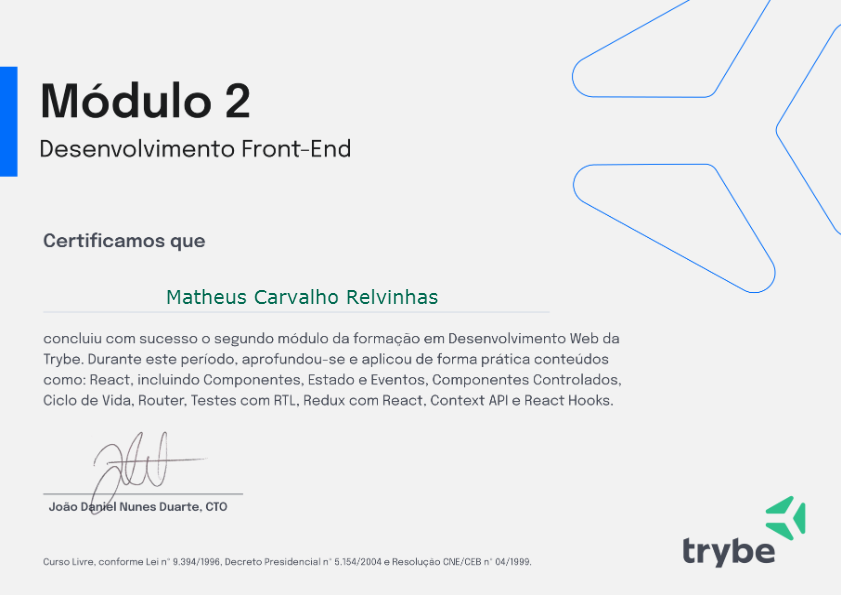 Módulo 2
Desenvolvimento Front-End
Certificamos que
Matheus Carvalho Relvinhas
concluiu com sucesso o segundo módulo da formação em Desenvolvimento Web da
Trybe. Durante este período, aprofundou-se e aplicou de forma prática conteúdos
como: React, incluindo Componentes, Estado e Eventos, Componentes Controlados,
Ciclo de Vida, Router, Testes com RTL, Redux com React, Context API e React Hooks.
João Daniel Nunes Duarte, CTO
Curso Livre, conforme Lei nº 9.394/1996, Decreto Presidencial n° 5.154/2004 e Resolução CNE/CEB n° 04/1999.
trybe